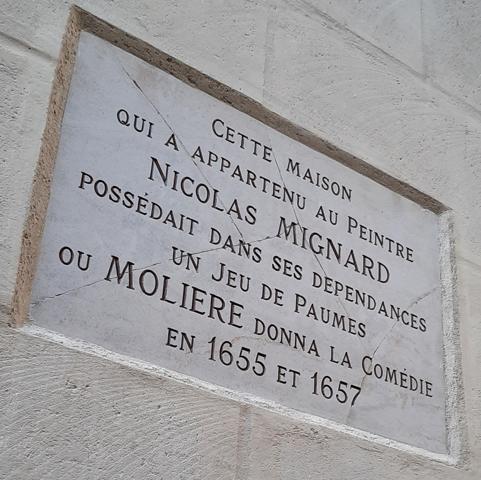 CETTE MAISON
QUI A APPARTENU AU PEINTRE
NICOLAS MIGNARD
POSSÉDAIT DANS SES DEPENDANCES
UN JEU DE PAUMES
OU MOLIERE DONNA LA COMÉDIE
EN 1655 ET 1657